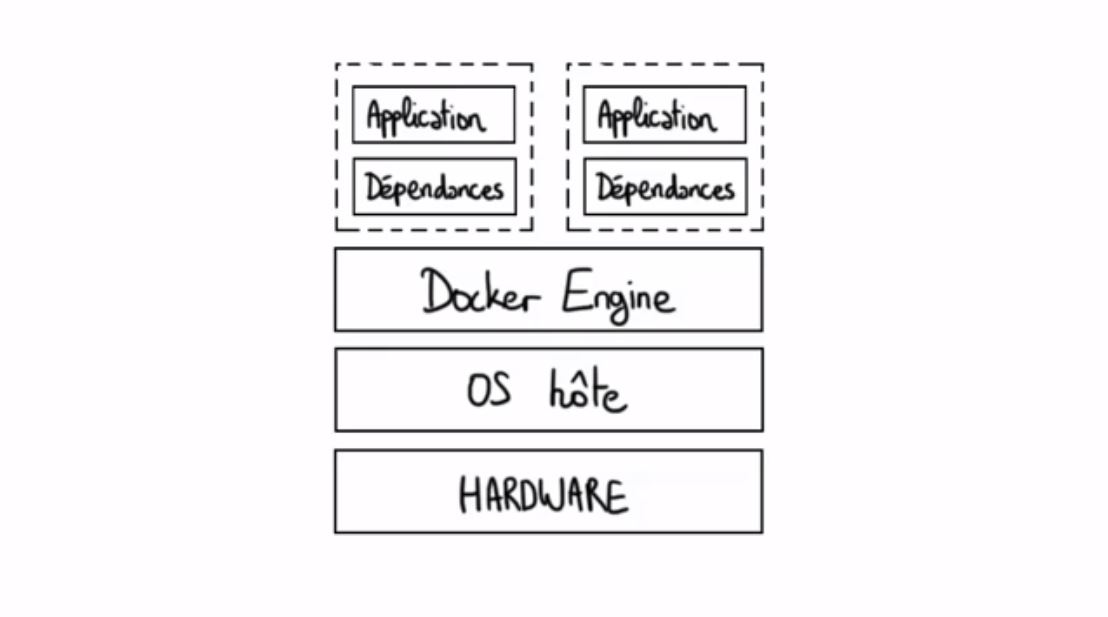 Application
Dépendances
Application
Dépendances
Docker Engine
OS hôte
HARDWARE